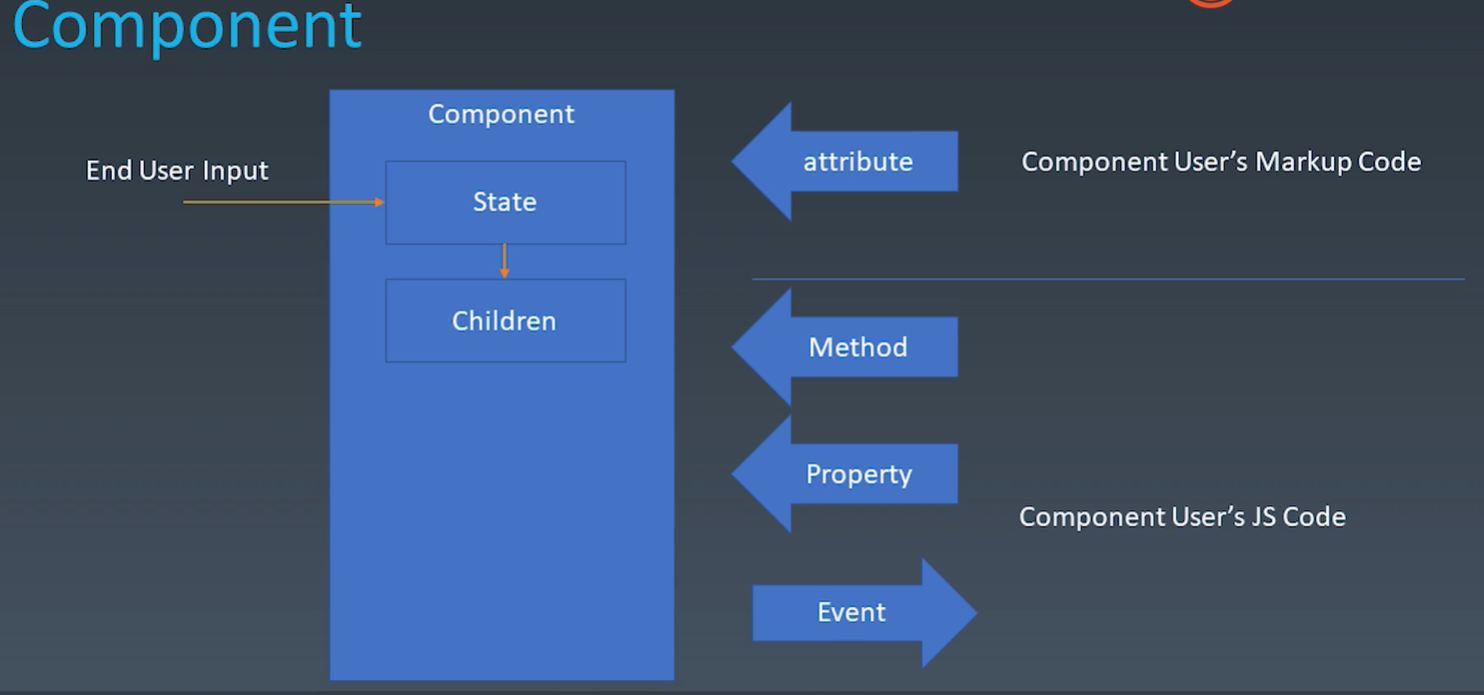 Component
Component
End User Input
State
Children
attribute
Component User’s Markup Code
Method
Property
Component User’s JS Code
Event